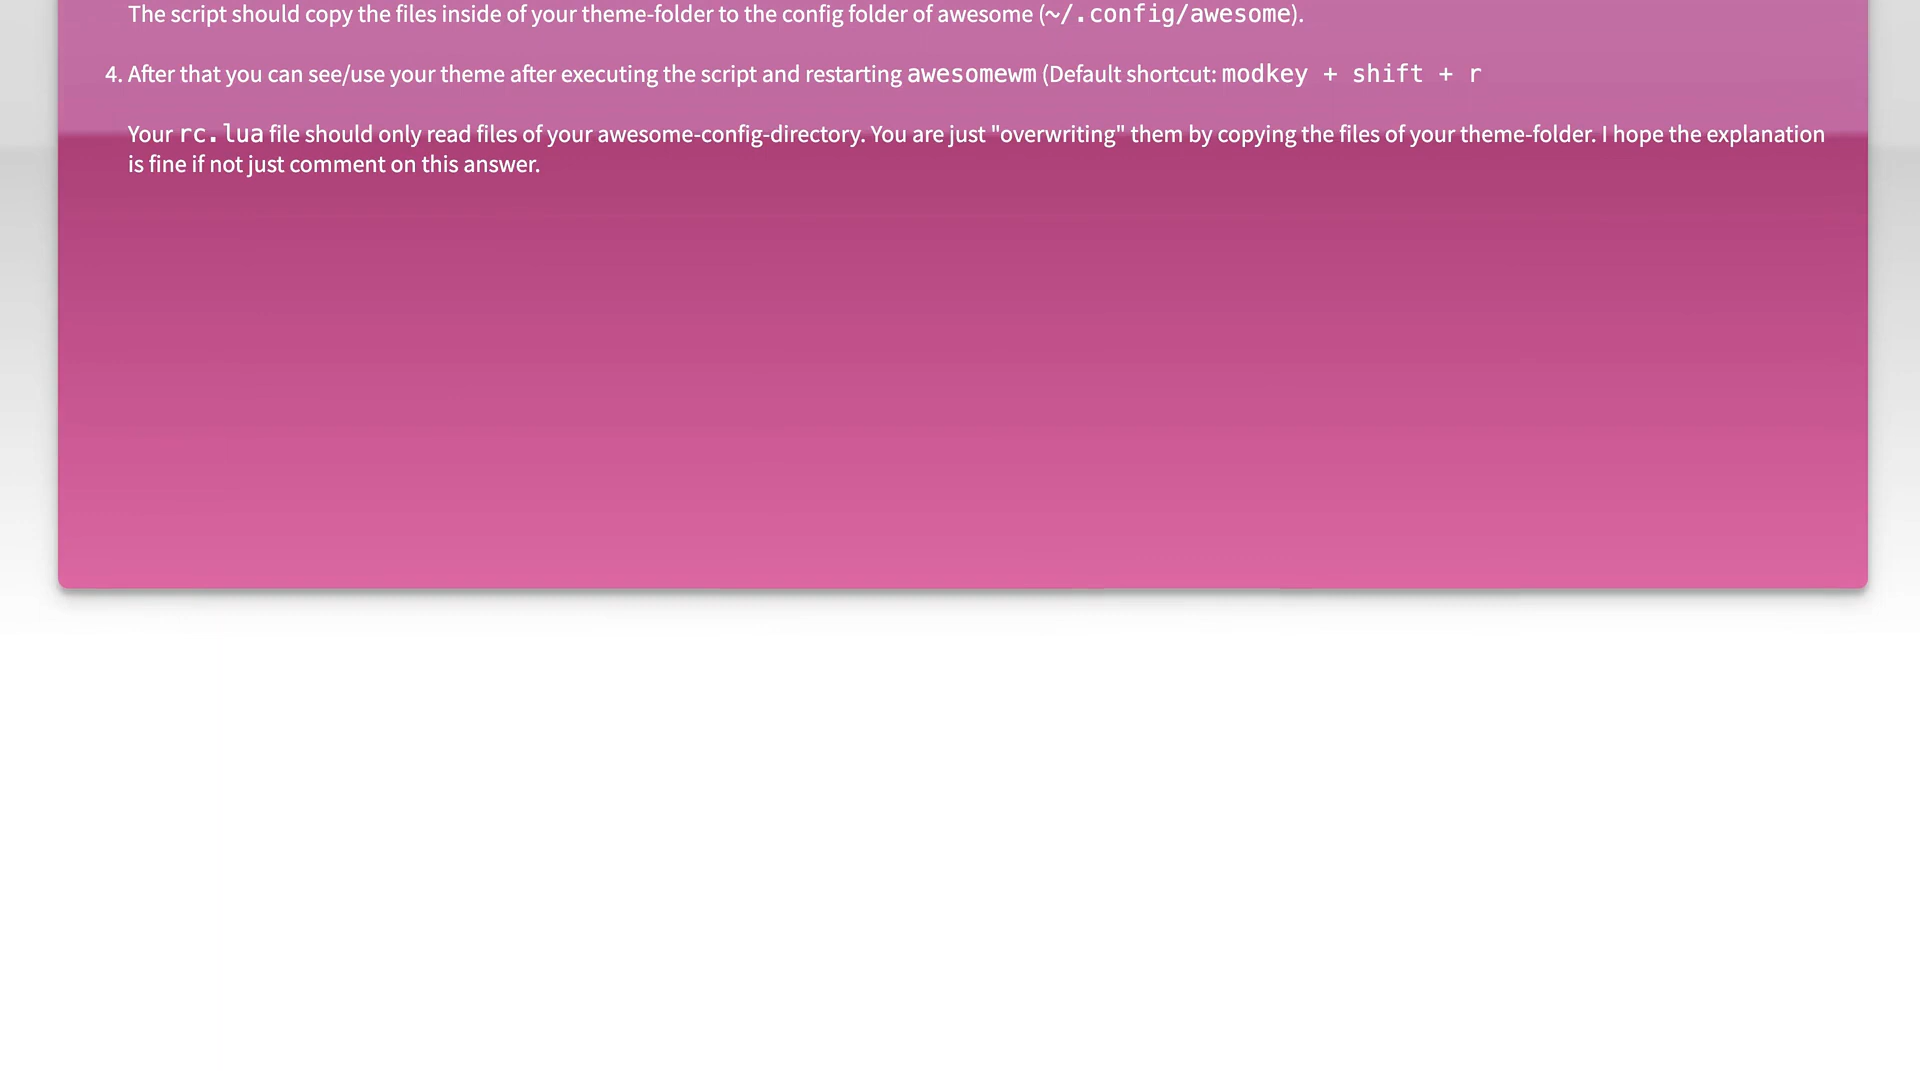 The script should copy the files inside of your theme-folder to the config folder of awesome (~/.config/awesome).
4. After that you can see/use your theme after executing the script and restarting awesomewm (Default shortcut: modkey + shift + r
Your rc.lua file should only read files of your awesome-config-directory. You are just "overwriting" them by copying the files of your theme-folder. I hope the explanation
is fine if not just comment on this answer.